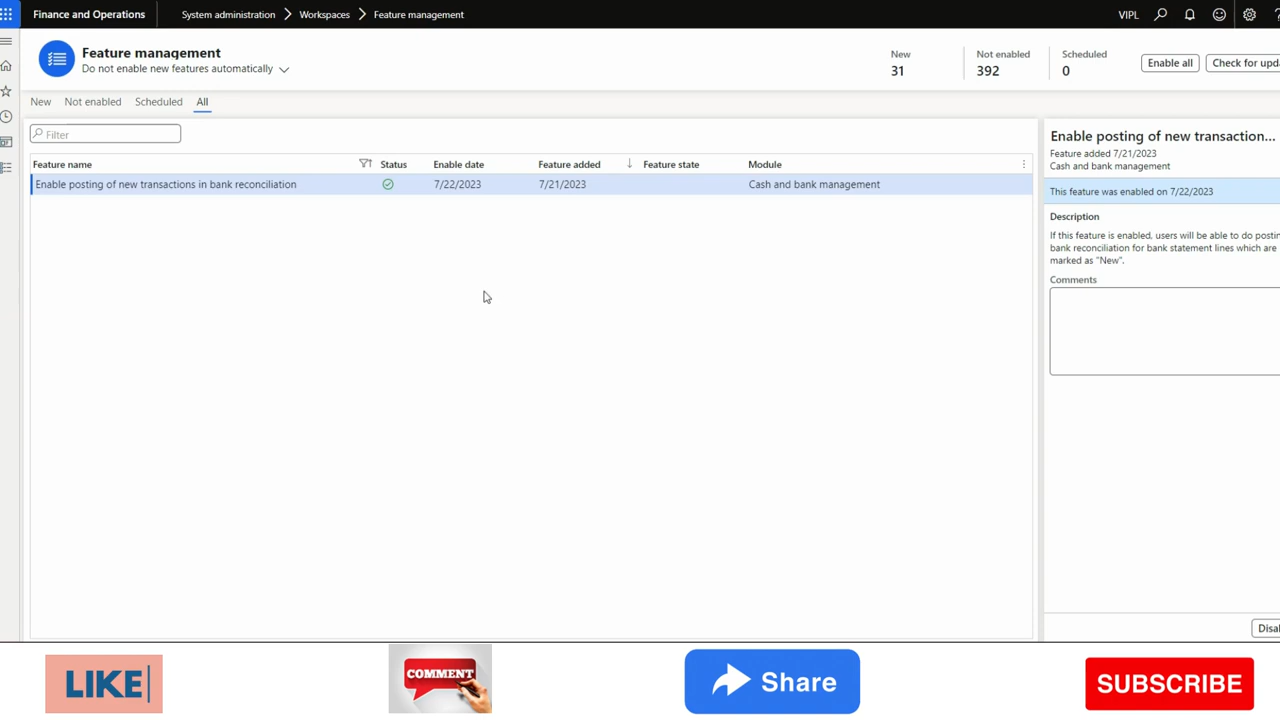 Finance and Operations
System administration
Workspaces
Feature management
VIPL
Feature management
Do not enable new features automatically
New
31
Not enabled
392
Scheduled
0
Enable all
Check for upda
New
Not enabled
Scheduled
All
Filter
Feature name
Status
Enable date
Feature added
Feature state
Module
Enable posting of new transactions in bank reconciliation
7/22/2023
7/21/2023
Cash and bank management
Enable posting of new transaction...
Feature added 7/21/2023
Cash and bank management
This feature was enabled on 7/22/2023
Description
If this feature is enabled, users will be able to do postin
bank reconciliation for bank statement lines which are
marked as "New".
Comments
Disal
LIKE
COMMENT
Share
SUBSCRIBE